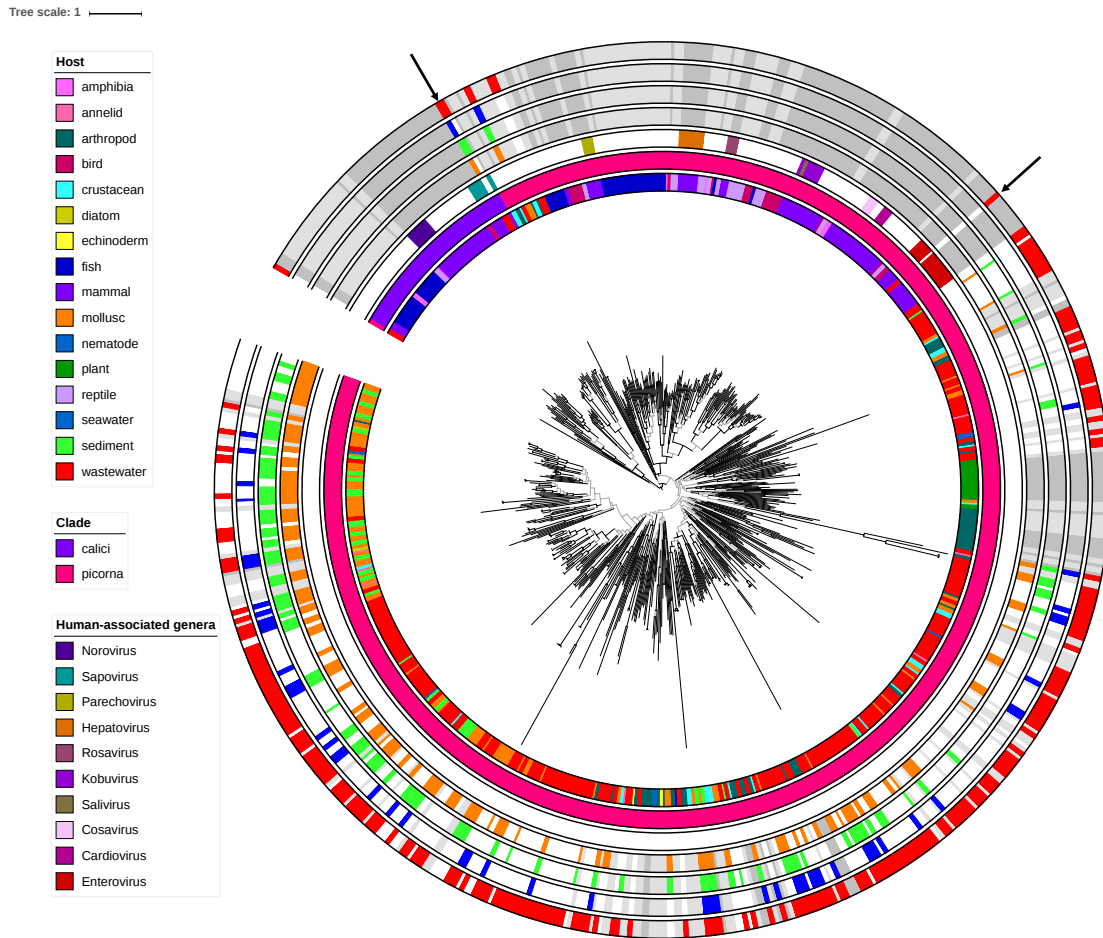 Tree scale: 1
Host
amphibia
annelid
arthropod
bird
crustacean
diatom
echinoderm
fish
mammal
mollusc
nematode
plant
reptile
seawater
sediment
wastewater
Clade
calici
picorna
Human-associated genera
Norovirus
Sapovirus
Parechovirus
Hepatovirus
Rosavirus
Kobuvirus
Salivirus
Cosavirus
Cardiovirus
Enterovirus